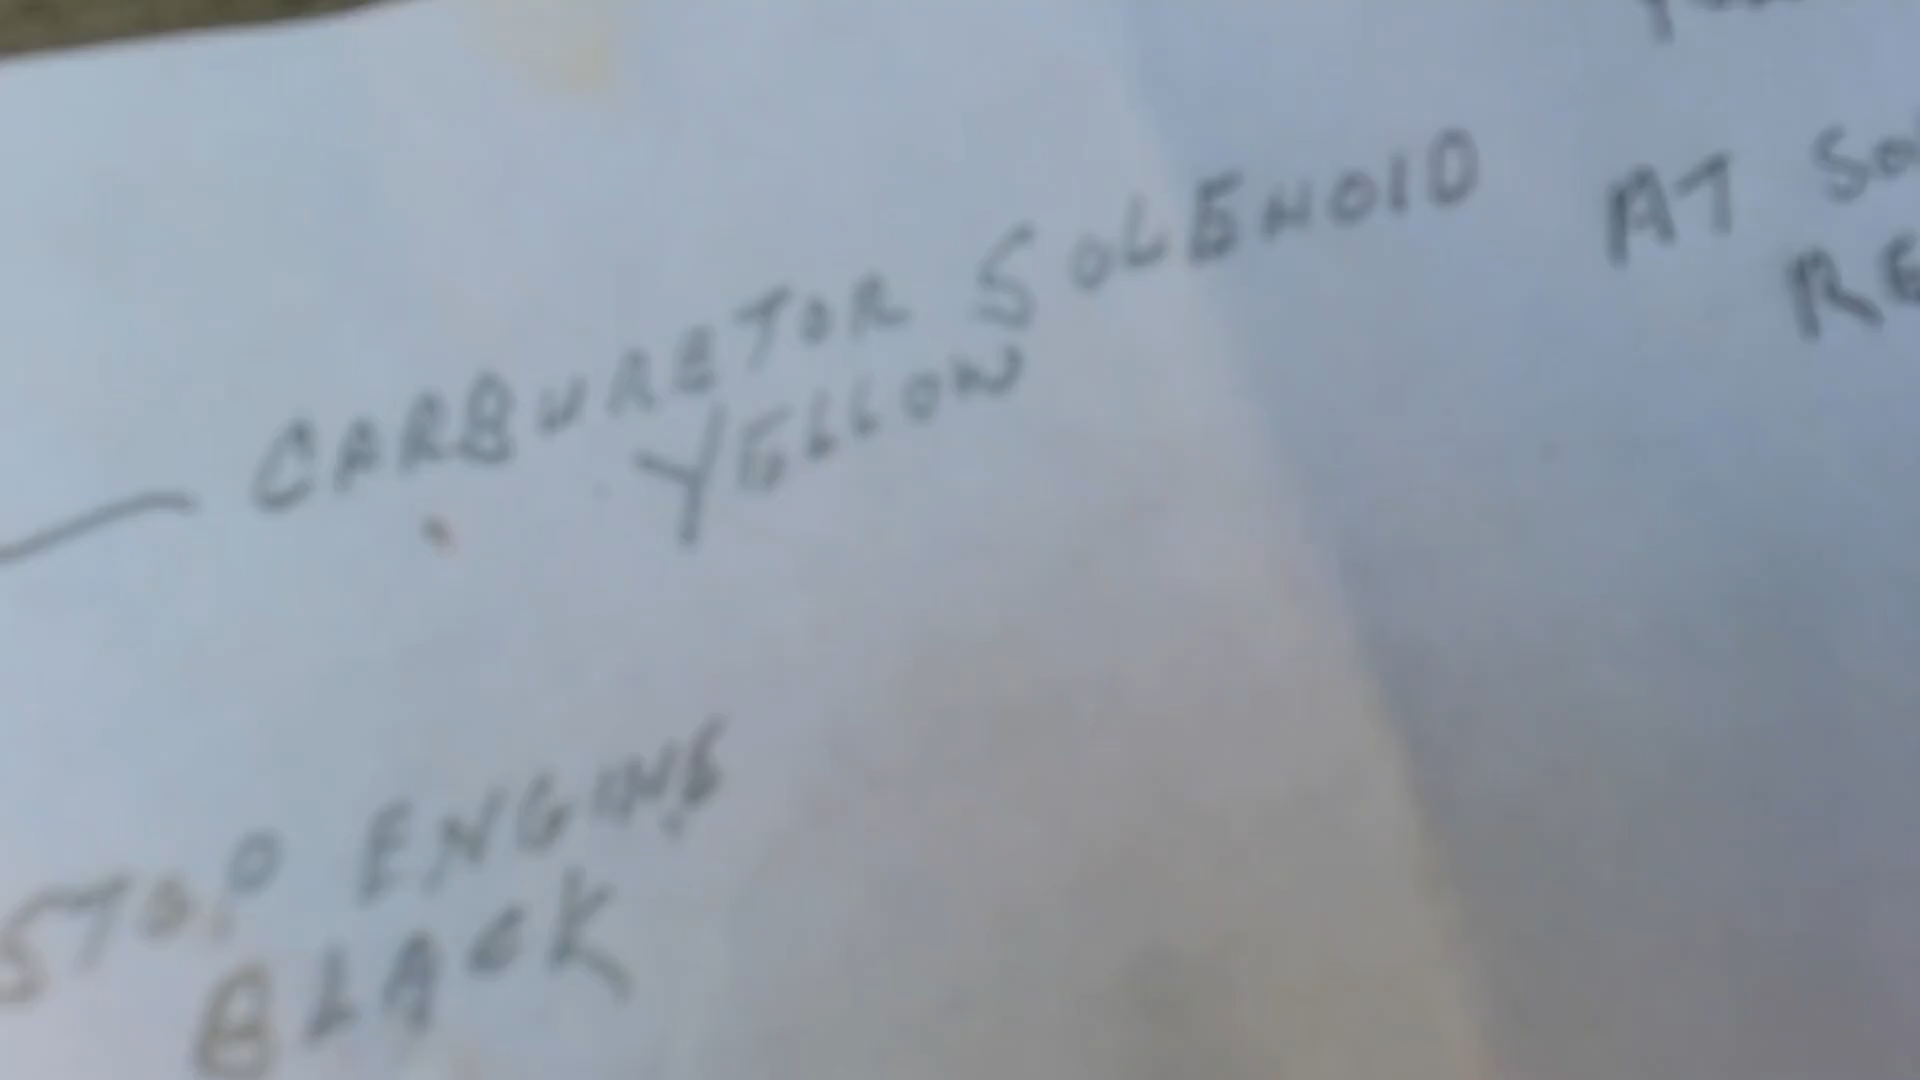 CARBURETOR SOLENOID
YELLOW
AT
STOP ENGINE
BLACK